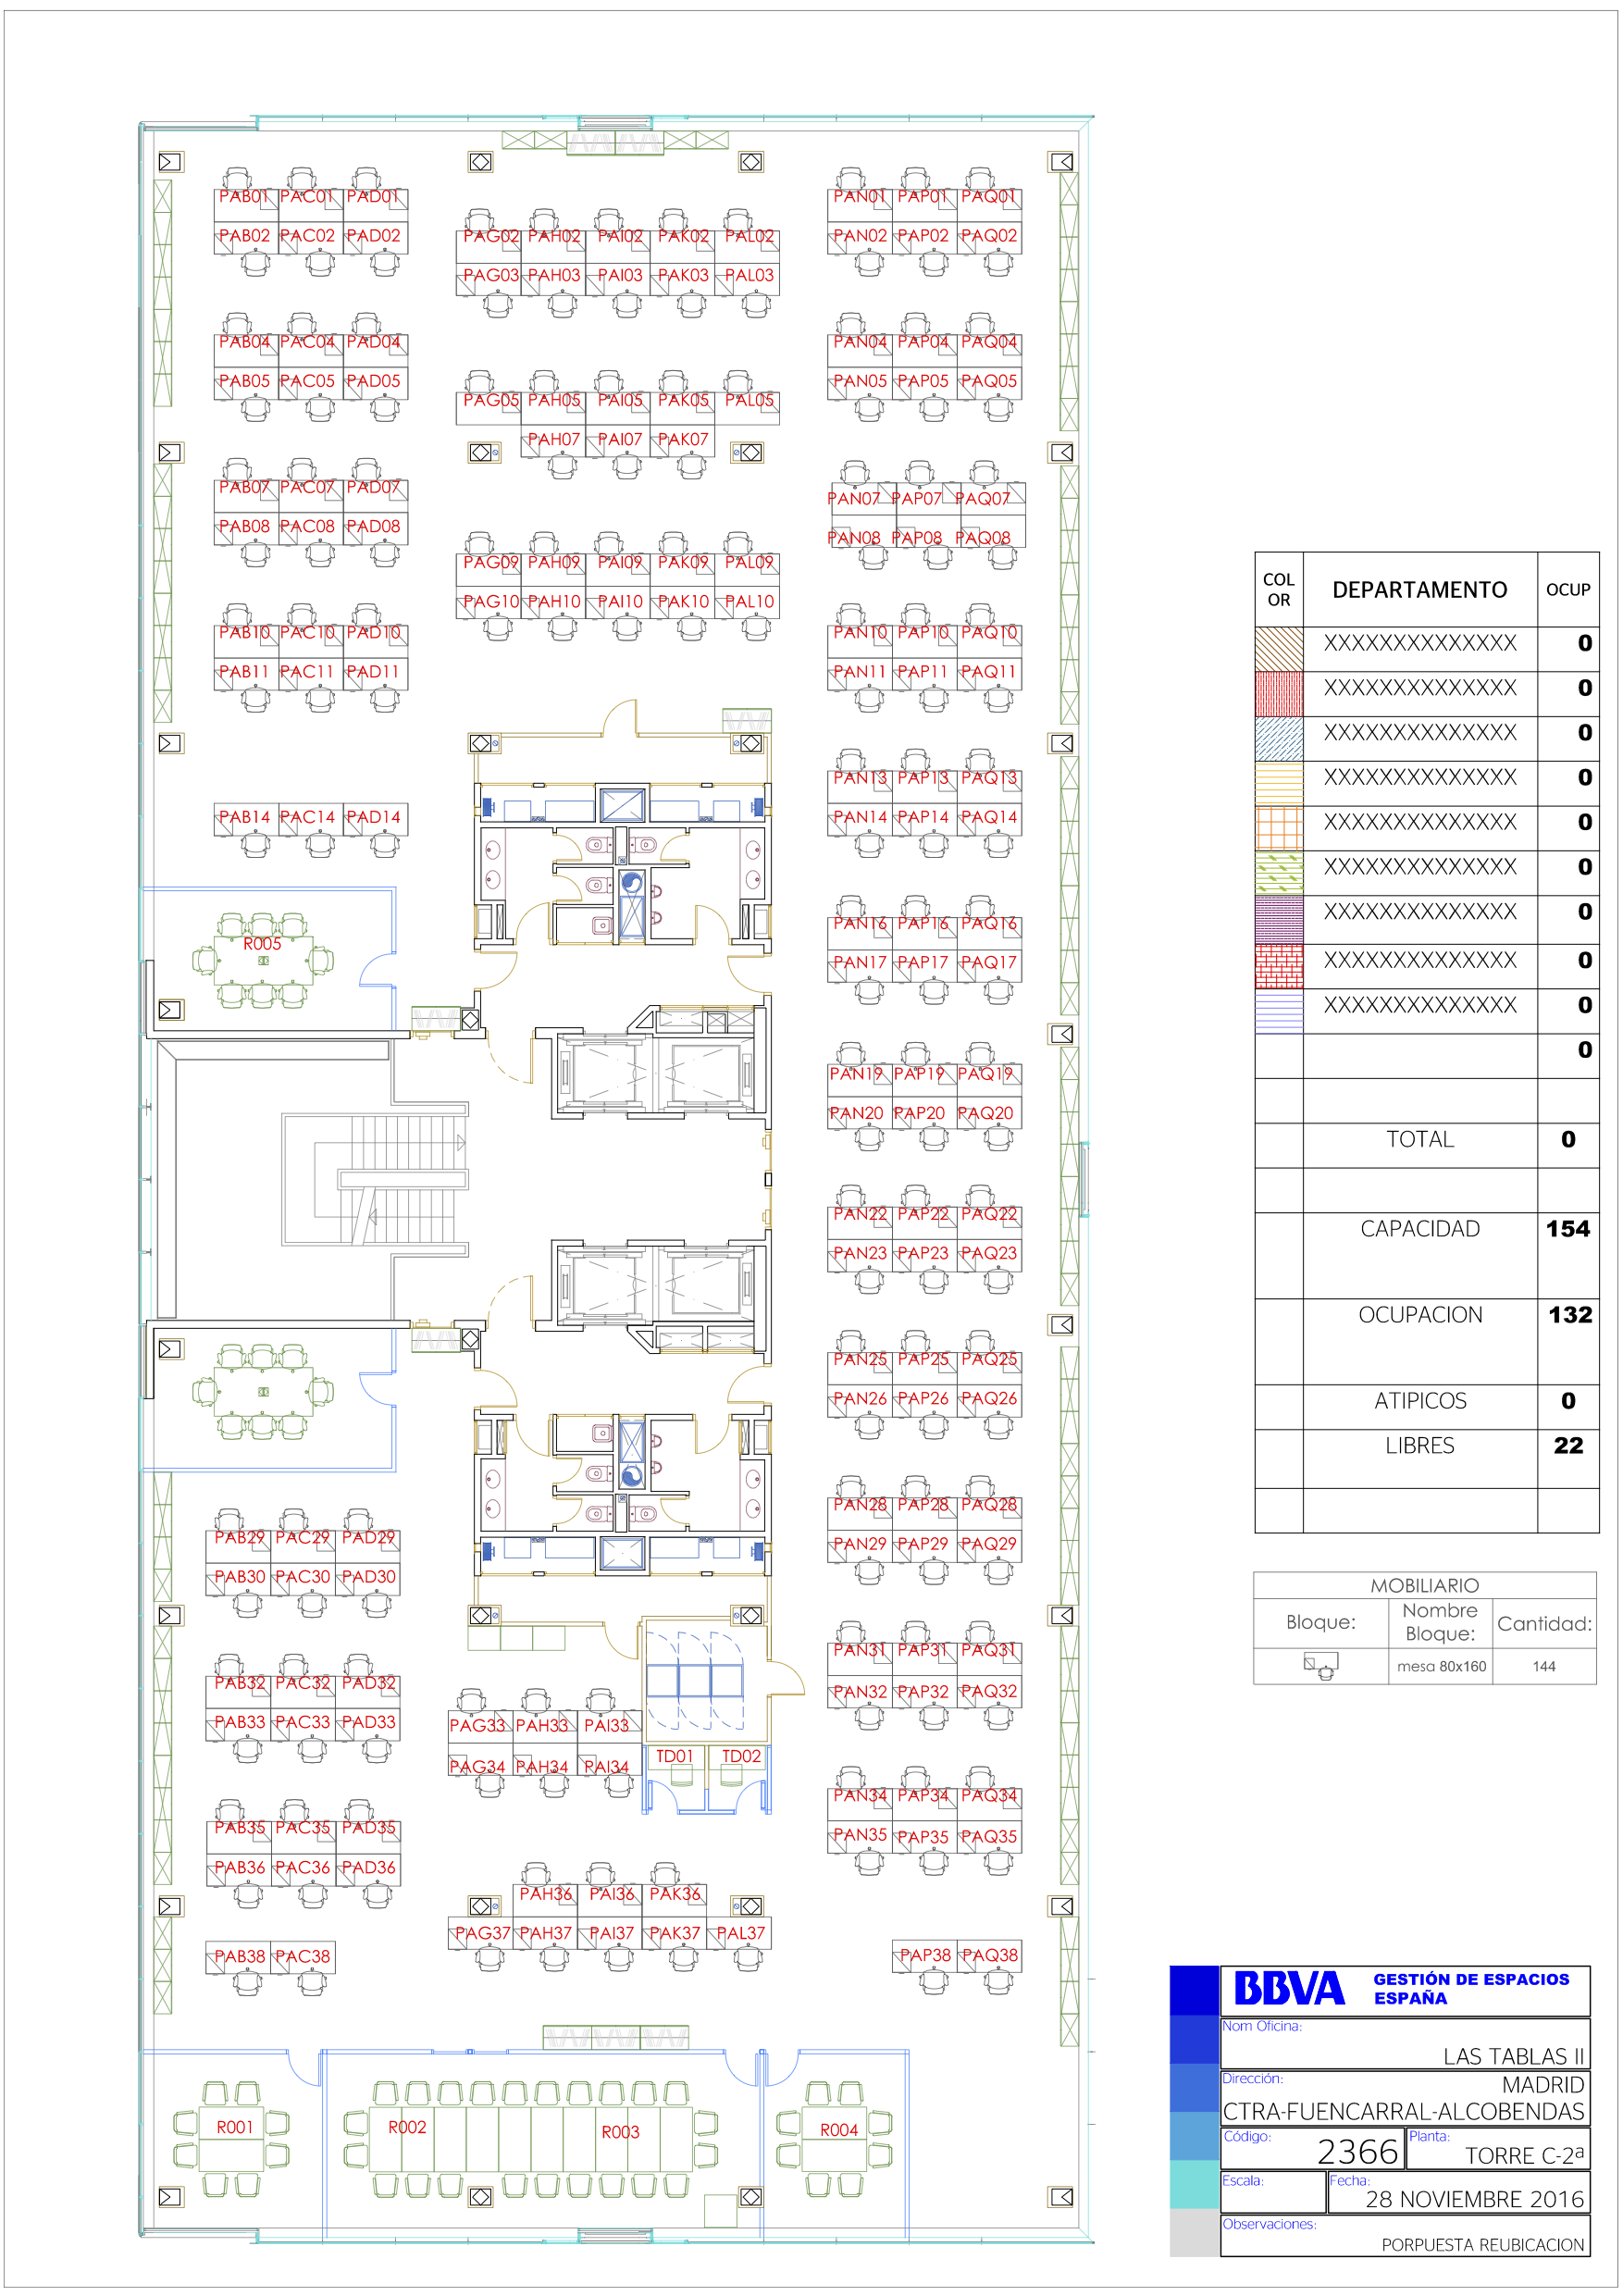 PAB01 PAC01 PAD01
PAB02 PAC02 PAD02
PAG02 PAH02 PAI02 PAK02 PAL02
PAG03 PAH03 PAI03 PAK03 PAL03
PAN01 PAP01 PAQ01
PAN02 PAP02 PAQ02
PAB04 PAC04 PAD04
PAB05 PAC05 PAD05
PAG05 PAH05 PAI05 PAK05 PAL05
PAH07 PAI07 PAK07
PAN04 PAP04 PAQ04
PAN05 PAP05 PAQ05
PAB07 PAC07 PAD07
PAB08 PAC08 PAD08
PAN07 PAP07 PAQ07
PAN08 PAP08 PAQ08
PAG09 PAH09 PAI09 PAK09 PAL09
PAG10 PAH10 PAI10 PAK10 PAL10
PAB10 PAC10 PAD10
PAB11 PAC11 PAD11
PAN10 PAP10 PAQ10
PAN11 PAP11 PAQ11
PAN13 PAP13 PAQ13
PAN14 PAP14 PAQ14
PAB14 PAC14 PAD14
R005
PAN16 PAP16 PAQ16
PAN17 PAP17 PAQ17
PAN19 PAP19 PAQ19
PAN20 PAP20 PAQ20
PAN22 PAP22 PAQ22
PAN23 PAP23 PAQ23
PAN25 PAP25 PAQ25
PAN26 PAP26 PAQ26
PAN28 PAP28 PAQ28
PAN29 PAP29 PAQ29
PAB29 PAC29 PAD29
PAB30 PAC30 PAD30
PAN31 PAP31 PAQ31
PAN32 PAP32 PAQ32
PAB32 PAC32 PAD32
PAB33 PAC33 PAD33
PAG33 PAH33 PAI33
PAG34 PAH34 PAI34
TD01 TD02
PAN34 PAP34 PAQ34
PAN35 PAP35 PAQ35
PAB35 PAC35 PAD35
PAB36 PAC36 PAD36
PAH36 PAI36 PAK36
PAG37 PAH37 PAI37 PAK37 PAL37
PAB38 PAC38
PAP38 PAQ38
R001 R002 R003 R004
COL
OR DEPARTAMENTO OCUP
XXXXXXXXXXXXXX 0
XXXXXXXXXXXXXX 0
XXXXXXXXXXXXXX 0
XXXXXXXXXXXXXX 0
XXXXXXXXXXXXXX 0
XXXXXXXXXXXXXX 0
XXXXXXXXXXXXXX 0
XXXXXXXXXXXXXX 0
XXXXXXXXXXXXXX 0
0
TOTAL 0
CAPACIDAD 154
OCUPACION 132
ATIPICOS 0
LIBRES 22
MOBILIARIO
Bloque: Nombre Bloque: Cantidad:
mesa 80x160 144
BBVA GESTIÓN DE ESPACIOS
ESPAÑA
Nom Oficina:
LAS TABLAS II
Dirección:
MADRID
CTRA-FUENCARRAL-ALCOBENDAS
Código: 2366 Planta: TORRE C-2ª
Escala: Fecha: 28 NOVIEMBRE 2016
Observaciones:
PORPUESTA REUBICACION